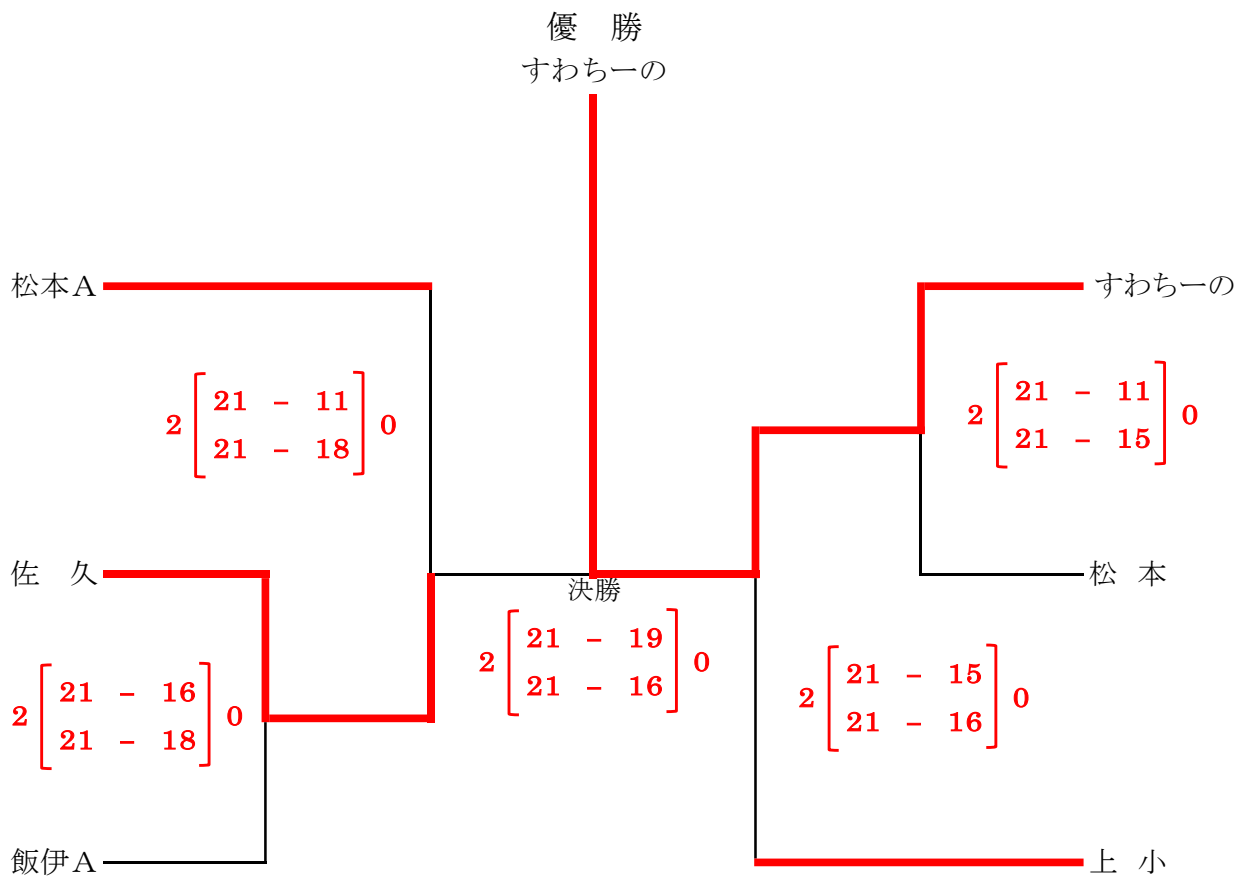 優　勝
すわちーの
松本Ａ
すわちーの
2 [ 21 － 11 ] 0
21 － 18
2 [ 21 － 11 ] 0
21 － 15
佐　久
松　本
決勝
2 [ 21 － 19 ] 0
21 － 16
2 [ 21 － 16 ] 0
21 － 18
2 [ 21 － 15 ] 0
21 － 16
飯伊Ａ
上　小